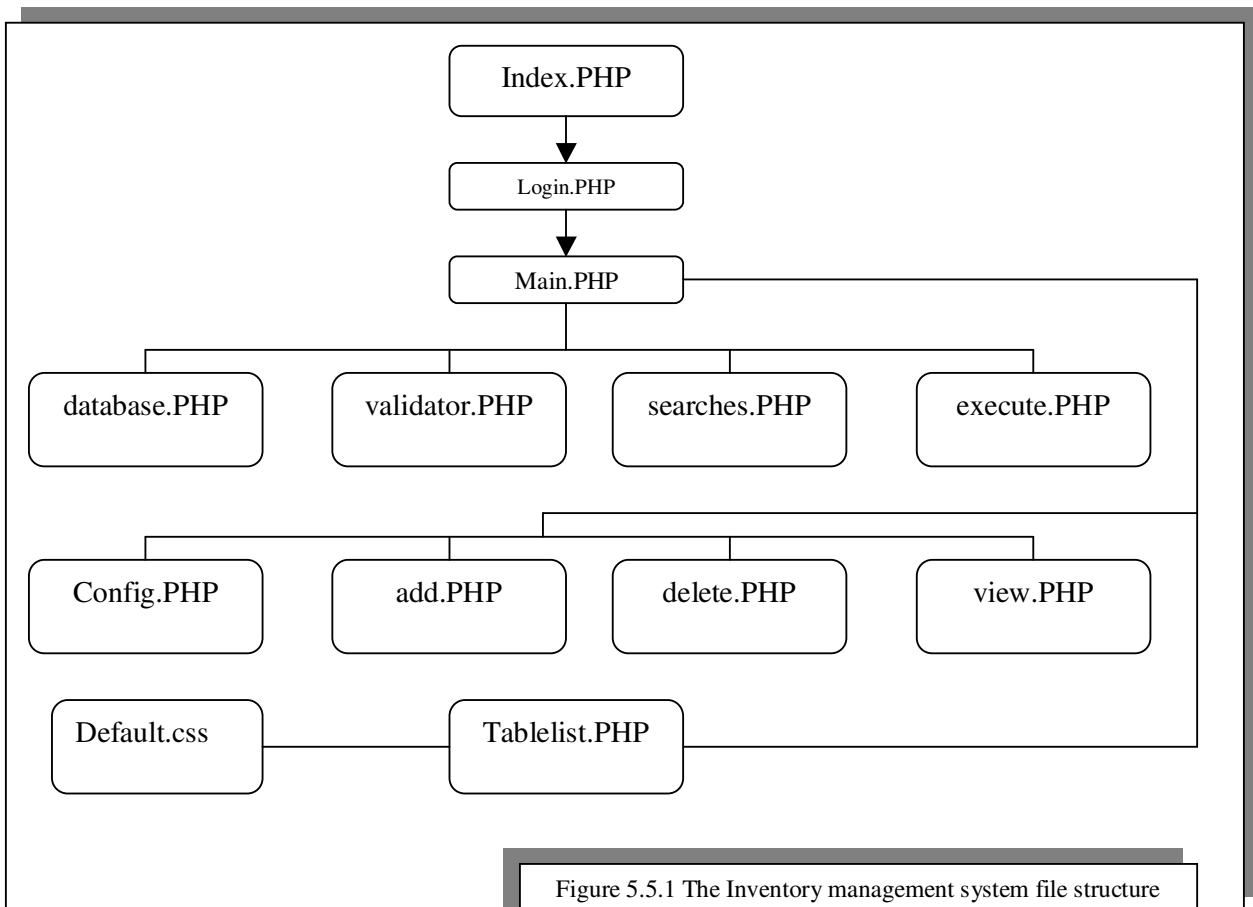 Index.PHP
Login.PHP
Main.PHP
database.PHP
validator.PHP
searches.PHP
execute.PHP
Config.PHP
add.PHP
delete.PHP
view.PHP
Default.css
Tablelist.PHP
Figure 5.5.1 The Inventory management system file structure